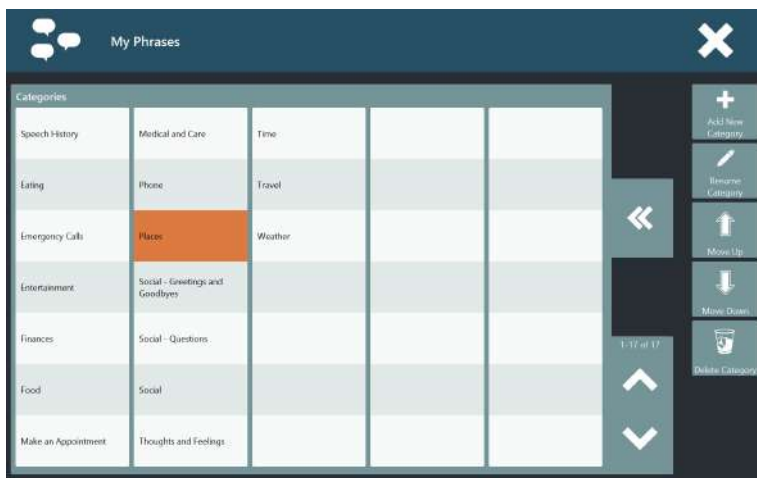 My Phrases
Categories
Speech History
Medical and Care
Time
Eating
Phone
Travel
Emergency Calls
Places
Weather
Entertainment
Social - Greetings and
Goodbyes
Finances
Social - Questions
Food
Social
Make an Appointment
Thoughts and Feelings
1-17 of 17
Add New
Category
Rename
Category
Move Up
Move Down
Delete Category